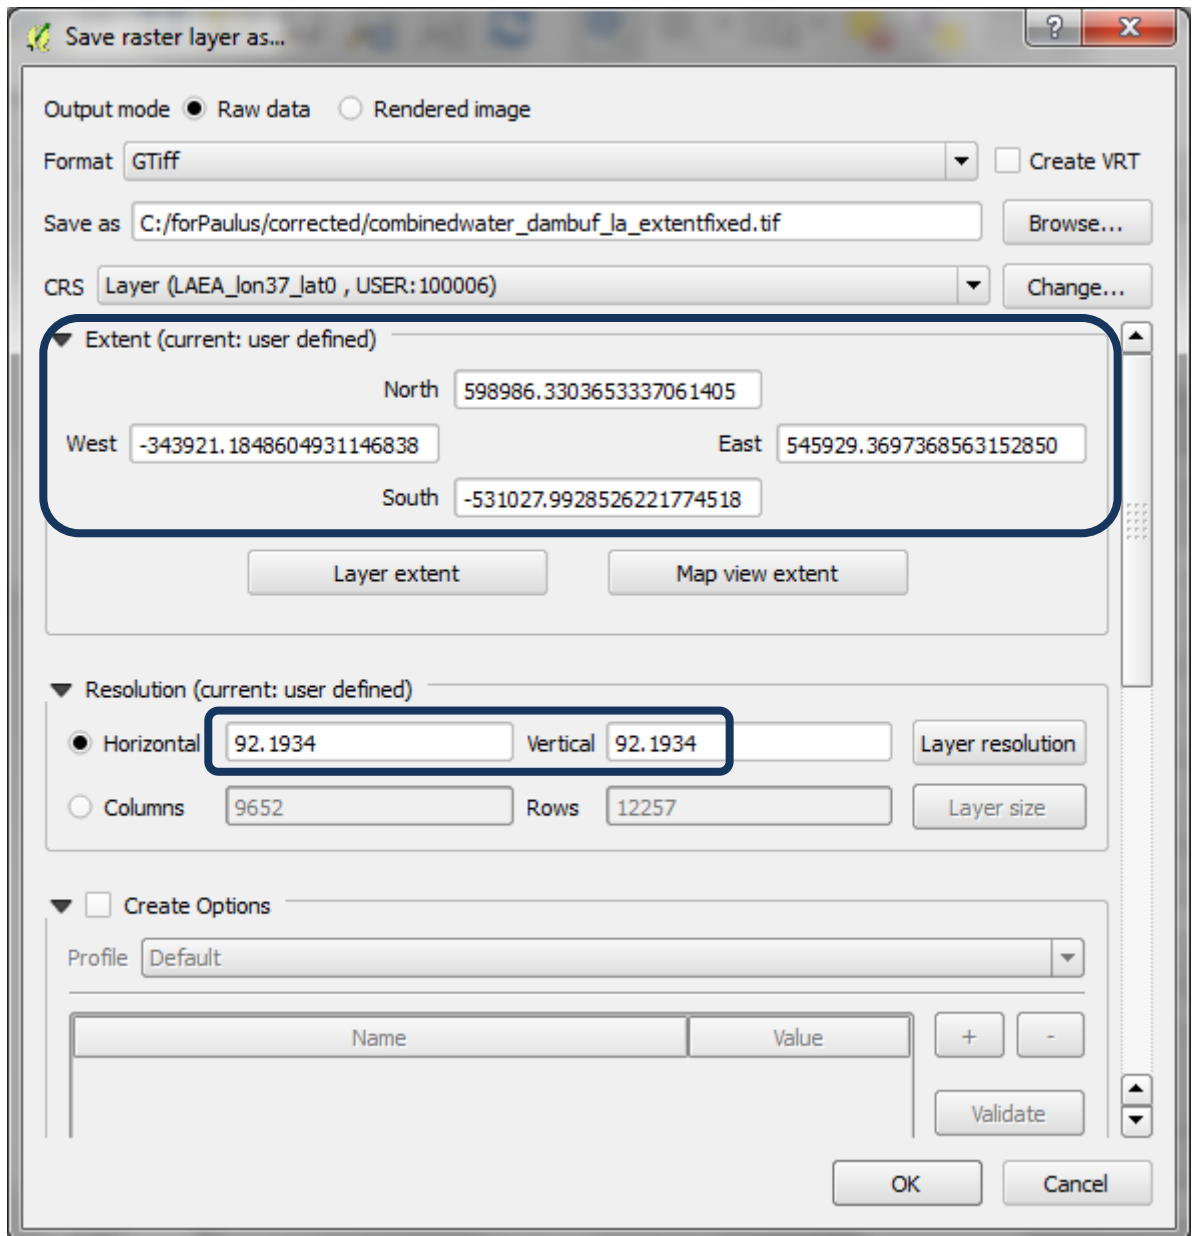 Save raster layer as...
?
X
Output mode Raw data Rendered image
Format GTiff Create VRT
Save as C:/forPaulus/corrected/combinedwater_dambuf_la_extentfixed.tif Browse...
CRS Layer (LAEA_lon37_lat0 , USER:100006) Change...
Extent (current: user defined)
North 598986.3303653337061405
West -343921.1848604931146838 East 545929.3697368563152850
South -531027.9928526221774518
Layer extent Map view extent
Resolution (current: user defined)
Horizontal 92.1934 Vertical 92.1934 Layer resolution
Columns 9652 Rows 12257 Layer size
Create Options
Profile Default
Name Value + -
Validate
OK Cancel